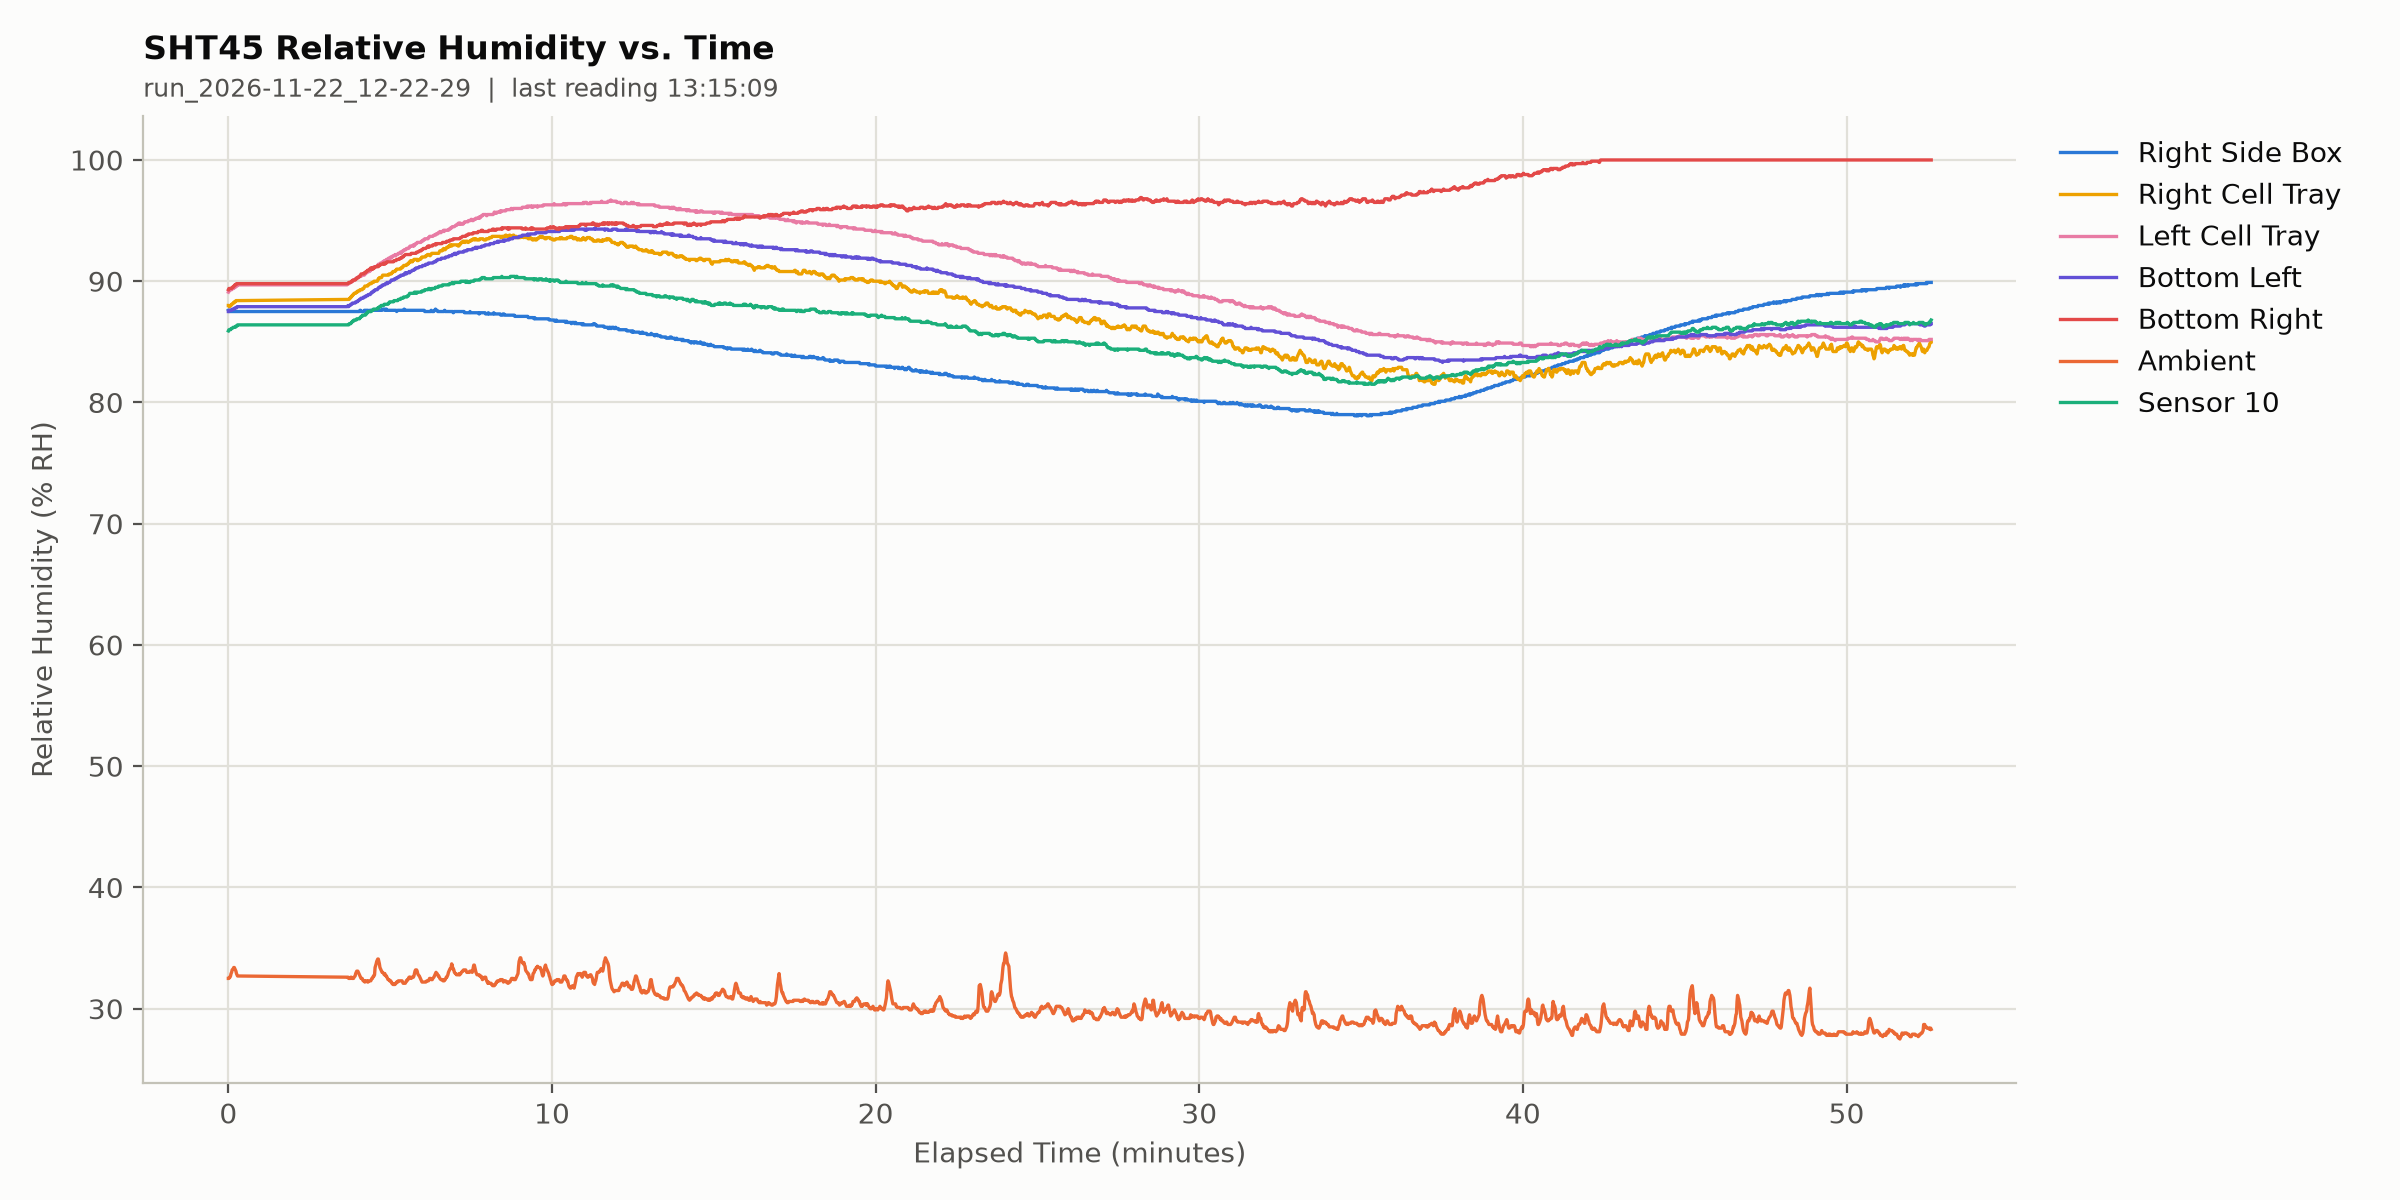 SHT45 Relative Humidity vs. Time
run_2026-11-22_12-22-29 | last reading 13:15:09
Relative Humidity (% RH)
100
90
80
70
60
50
40
30
0
10
20
30
40
50
Elapsed Time (minutes)
Right Side Box
Right Cell Tray
Left Cell Tray
Bottom Left
Bottom Right
Ambient
Sensor 10